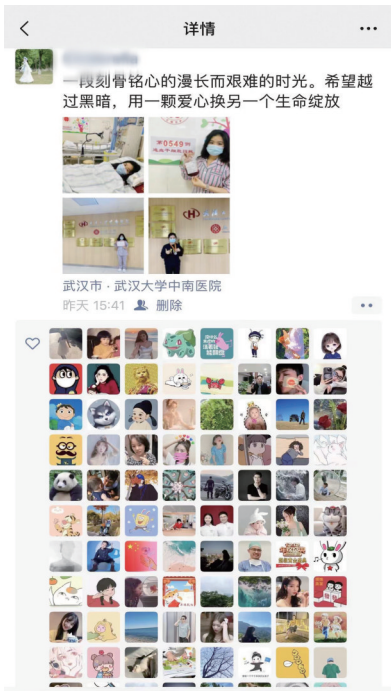 详情
一段刻骨铭心的漫长而艰难的时光。希望越
过黑暗，用一颗爱心换另一个生命绽放
第0549例
武汉市 · 武汉大学中南医院
昨天 15:41
删除